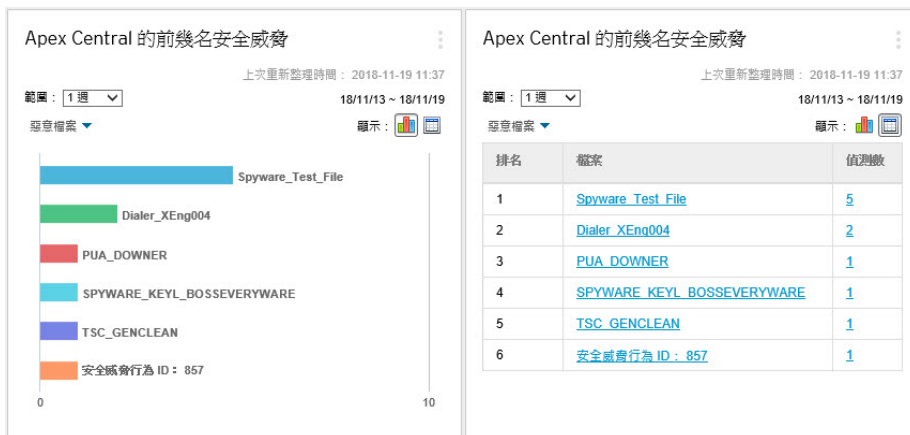 Apex Central 的前幾名安全威脅
上次重新整理時間： 2018-11-19 11:37
範圍： 1 週
18/11/13 ~ 18/11/19
惡意檔案
顯示：
Spyware_Test_File
Dialer_XEng004
PUA_DOWNER
SPYWARE_KEYL_BOSSEVERYWARE
TSC_GENCLEAN
安全威脅行為 ID： 857
0 10
Apex Central 的前幾名安全威脅
上次重新整理時間： 2018-11-19 11:37
範圍： 1 週
18/11/13 ~ 18/11/19
惡意檔案
顯示：
排名 檔案 偵測數
1 Spyware_Test_File 5
2 Dialer_XEng004 2
3 PUA_DOWNER 1
4 SPYWARE_KEYL_BOSSEVERYWARE 1
5 TSC_GENCLEAN 1
6 安全威脅行為 ID： 857 1